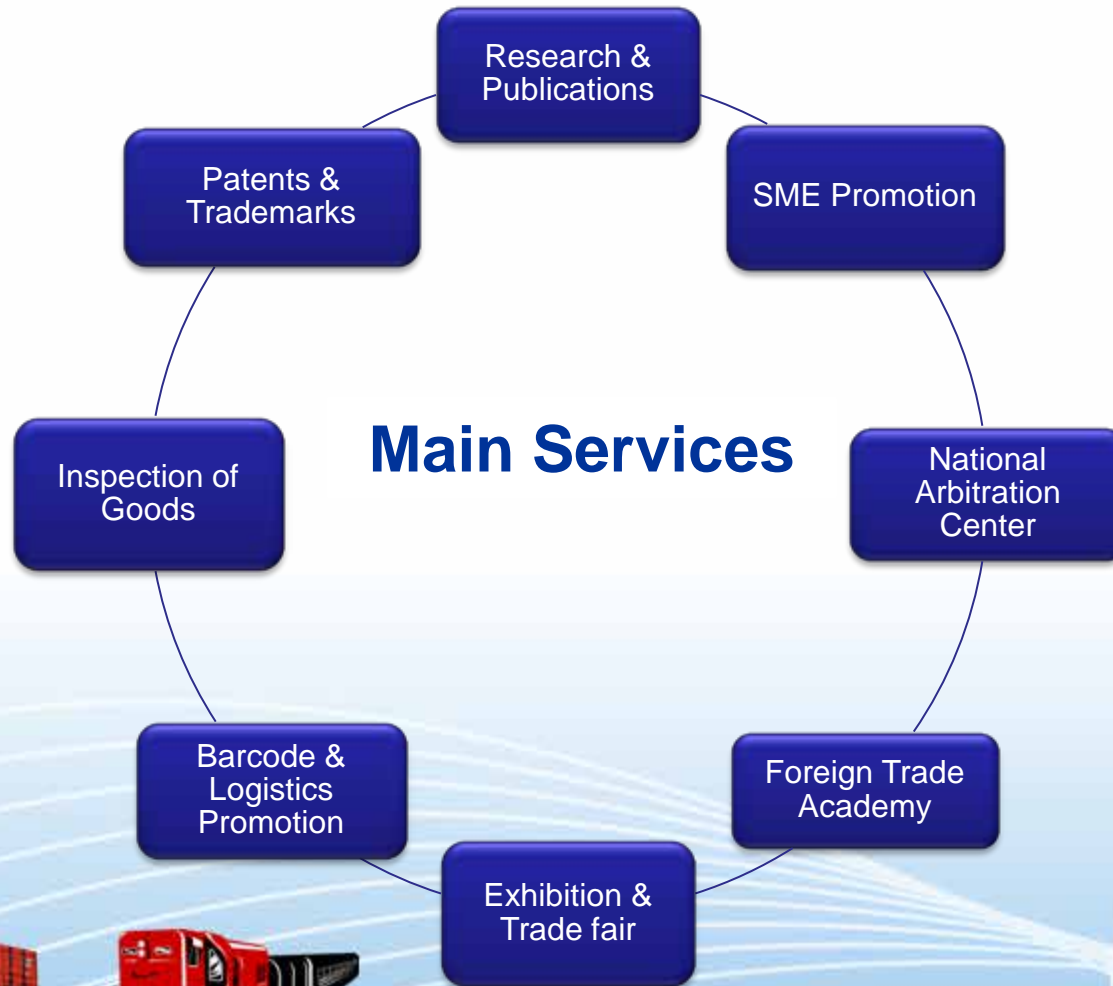 Research &
Publications
Patents &
Trademarks
SME Promotion
Main Services
Inspection of
Goods
National
Arbitration
Center
Barcode &
Logistics
Promotion
Foreign Trade
Academy
Exhibition &
Trade fair